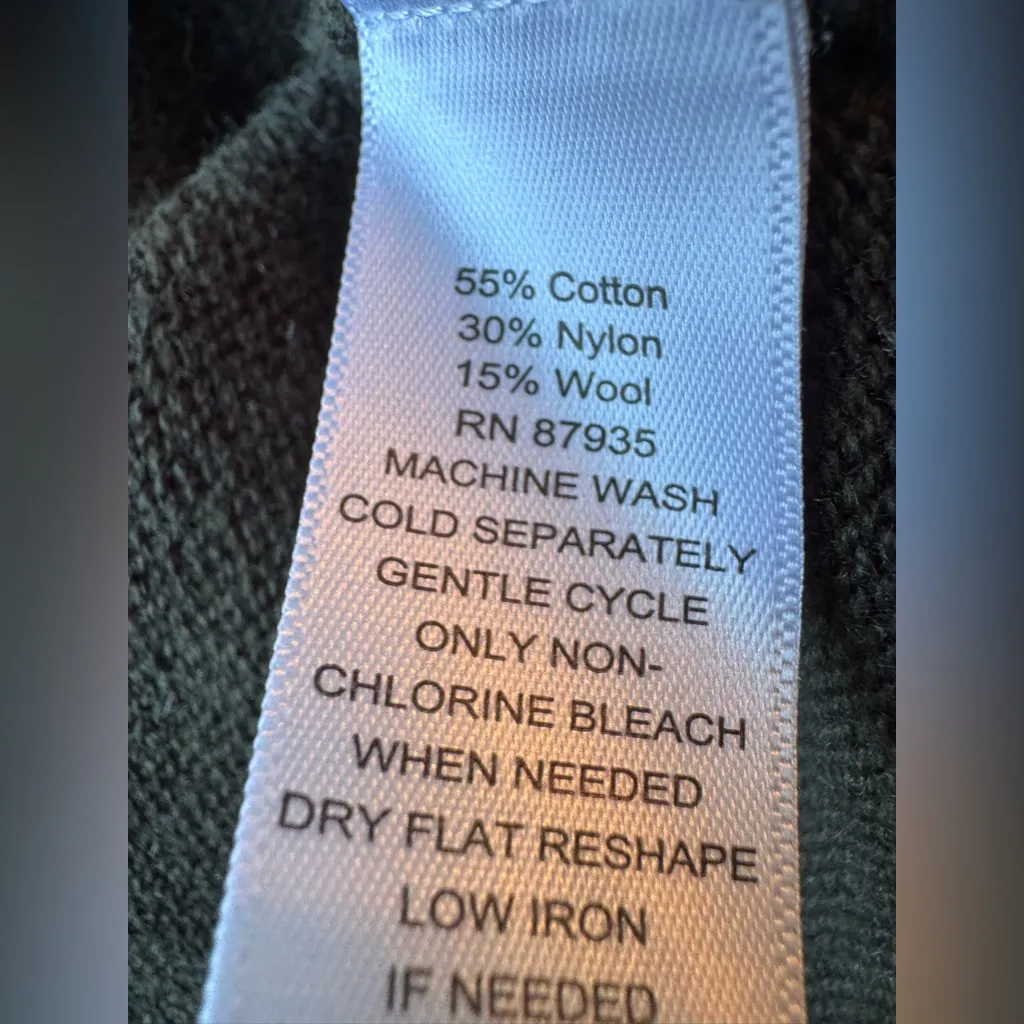 55% Cotton
30% Nylon
15% Wool
RN 87935
MACHINE WASH
COLD SEPARATELY
GENTLE CYCLE
ONLY NON-
CHLORINE BLEACH
WHEN NEEDED
DRY FLAT RESHAPE
LOW IRON
IF NEEDED